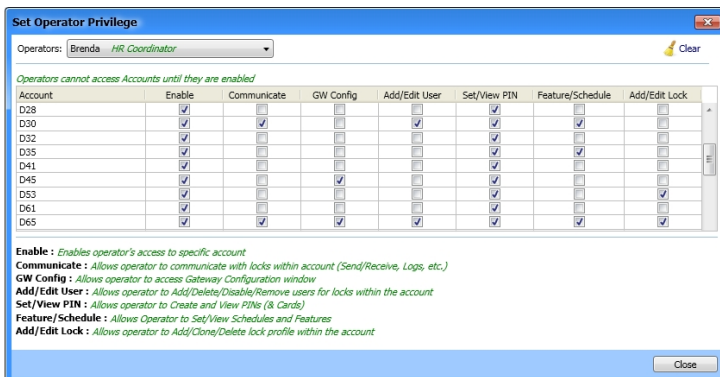 Set Operator Privilege
Operators: Brenda HR Coordinator
Clear
Operators cannot access Accounts until they are enabled
Account Enable Communicate GW Config Add/Edit User Set/View PIN Feature/Schedule Add/Edit Lock
D28
D30
D32
D35
D41
D45
D53
D61
D65
Enable : Enables operator's access to specific account
Communicate : Allows operator to communicate with locks within account (Send/Receive, Logs, etc.)
GW Config : Allows operator to access Gateway Configuration window
Add/Edit User : Allows operator to Add/Delete/Disable/Remove users for locks within the account
Set/View PIN : Allows operator to Create and View PINs (& Cards)
Feature/Schedule : Allows Operator to Set/View Schedules and Features
Add/Edit Lock : Allows operator to Add/Clone/Delete lock profile within the account
Close